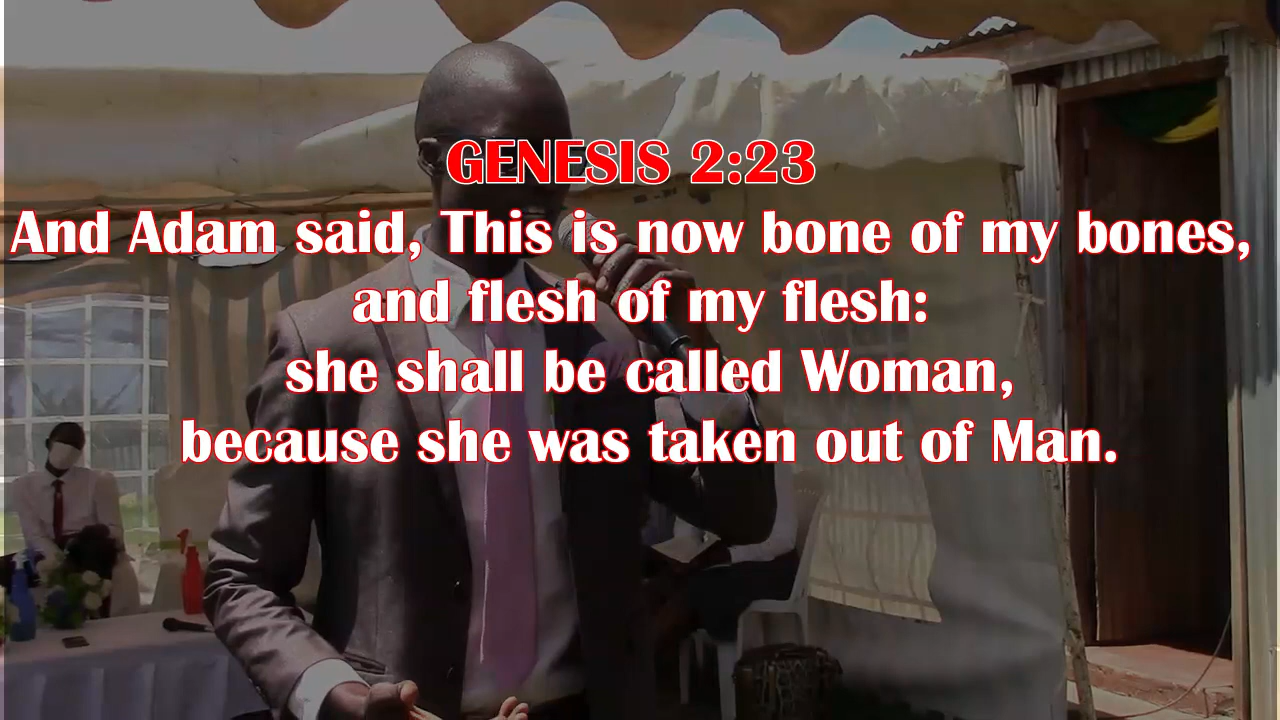 GENESIS 2:23
And Adam said, This is now bone of my bones,
and flesh of my flesh:
she shall be called Woman,
because she was taken out of Man.